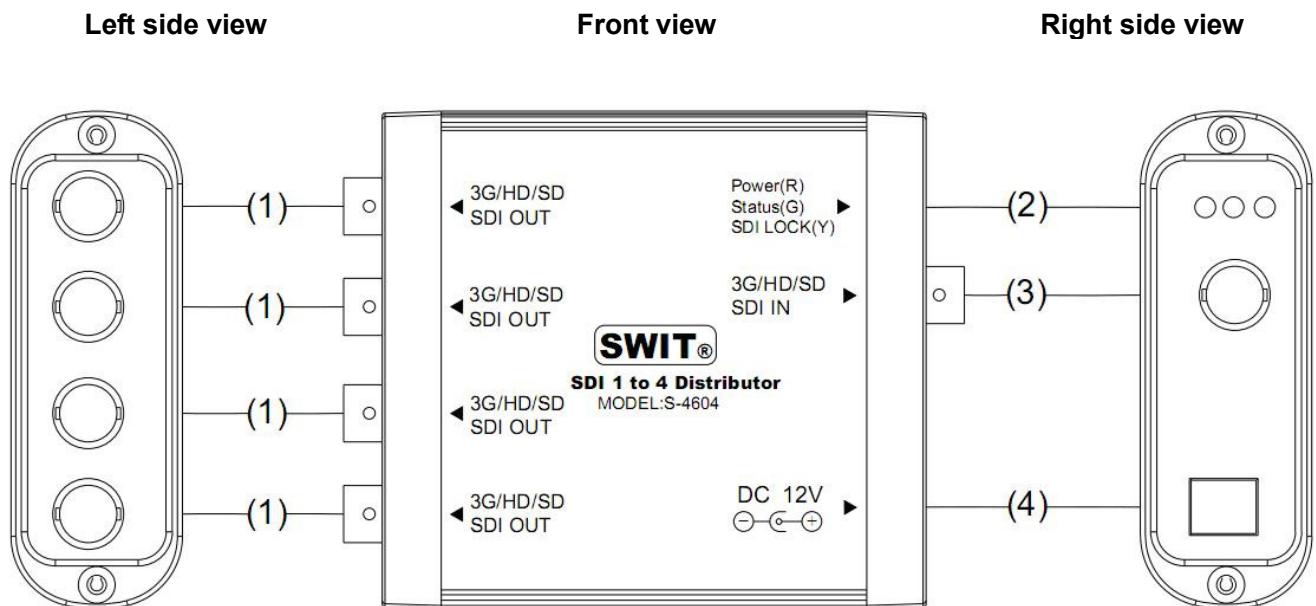 Left side view
Front view
Right side view
(1)
3G/HD/SD
SDI OUT
Power(R)
Status(G)
SDI LOCK(Y)
(2)
(1)
3G/HD/SD
SDI OUT
3G/HD/SD
SDI IN
(3)
SWIT®
SDI 1 to 4 Distributor
MODEL:S-4604
(1)
3G/HD/SD
SDI OUT
(1)
3G/HD/SD
SDI OUT
DC 12V
(4)